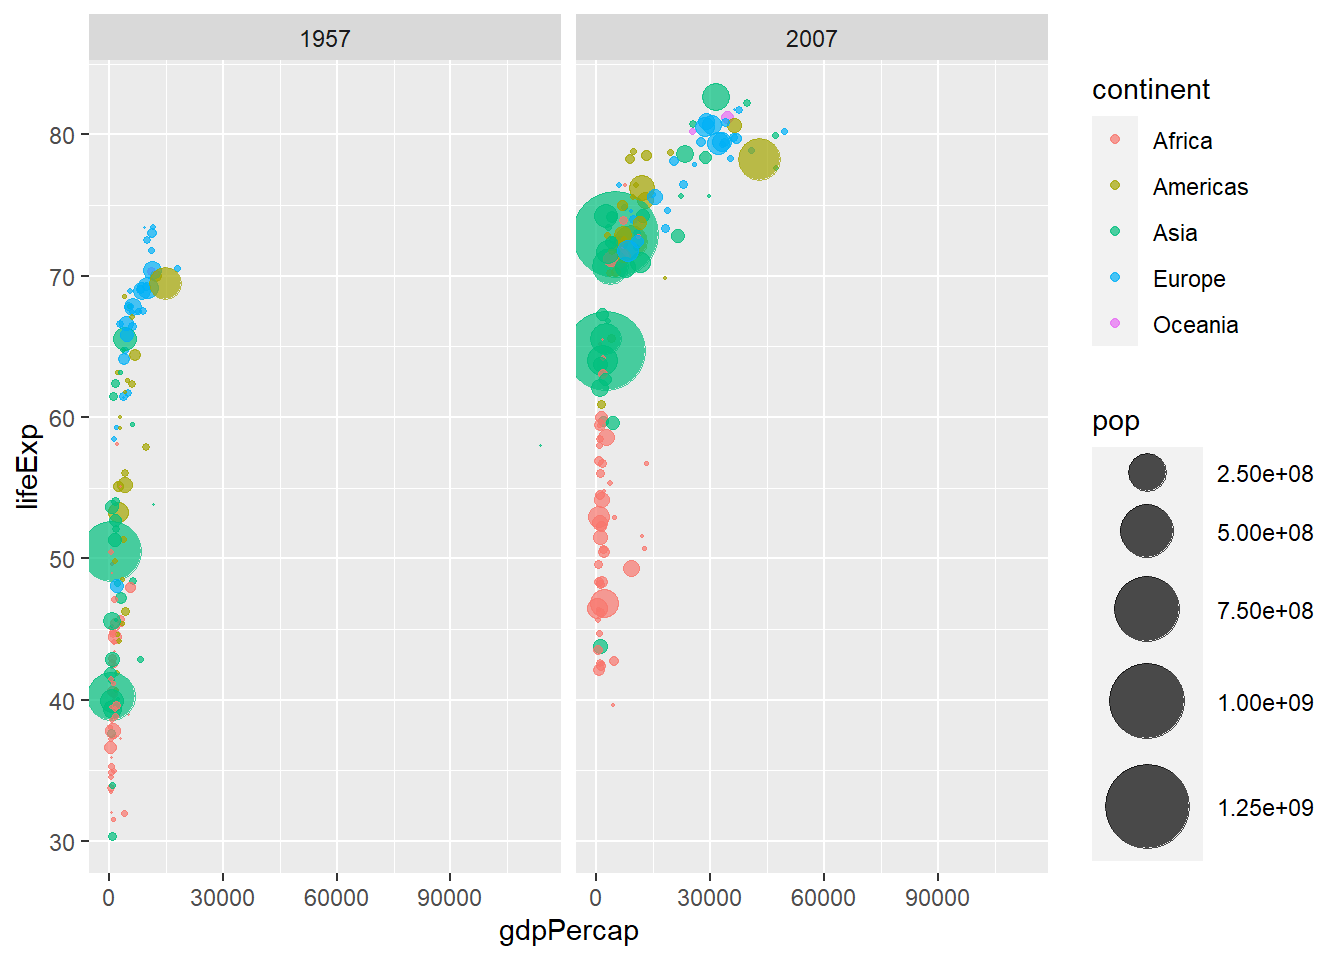 1957
2007
80
70
60
50
40
30
lifeExp
0
30000
60000
90000
0
30000
60000
90000
gdpPercap
continent
Africa
Americas
Asia
Europe
Oceania
pop
2.50e+08
5.00e+08
7.50e+08
1.00e+09
1.25e+09